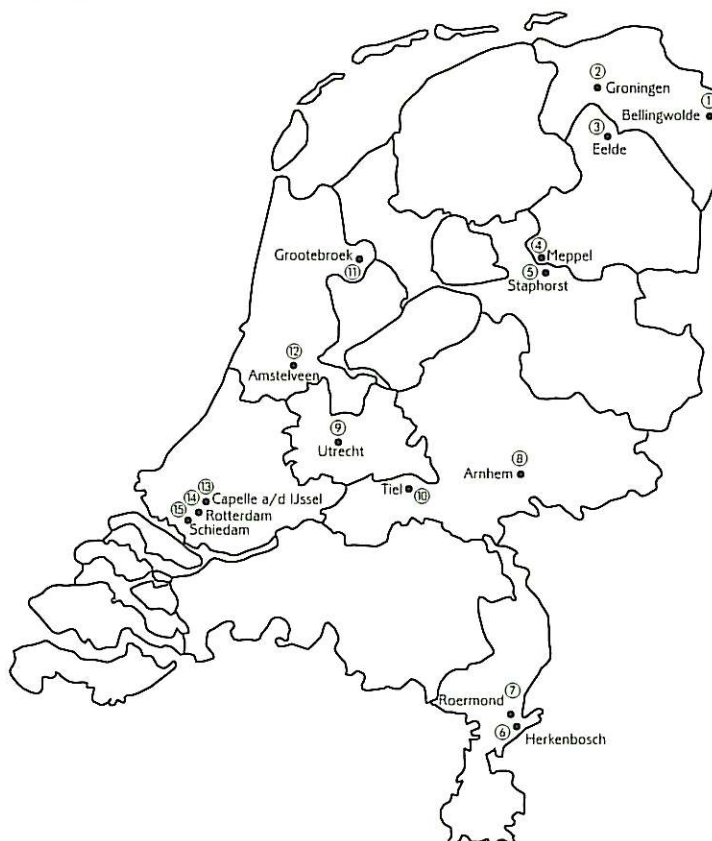 ② Groningen
① Bellingwolde
③ Eelde
④ Meppel
⑤ Staphorst
Grootebroek ⑪
⑫ Amstelveen
⑨ Utrecht
⑧ Arnhem
Tiel ⑩
⑬ Capelle a/d IJssel
⑭ Rotterdam
⑮ Schiedam
⑦ Roermond
⑥ Herkenbosch